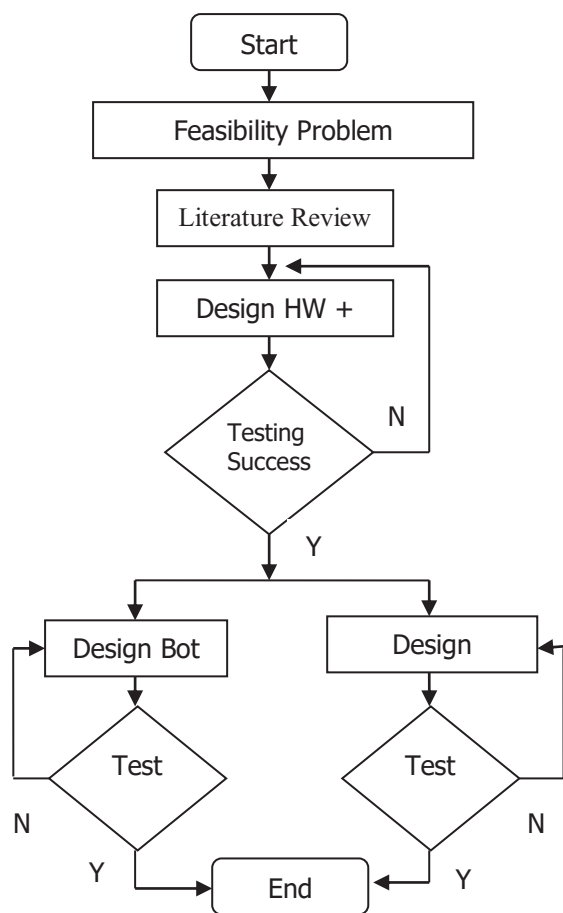 Start
Feasibility Problem
Literature Review
Design HW +
Testing
Success
N
Y
Design Bot
Design
Test
Test
N
N
Y
Y
End